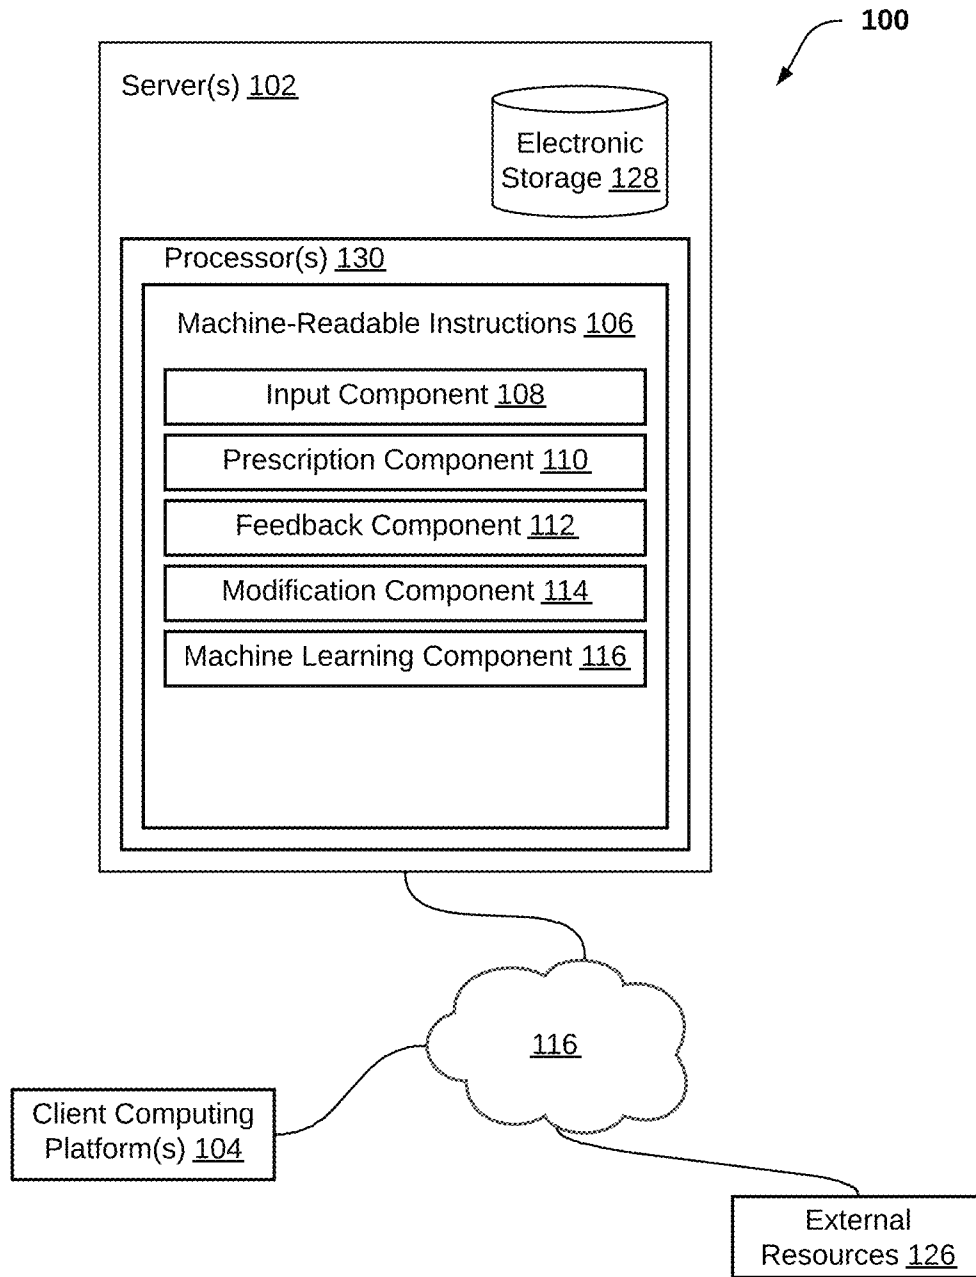 100
Server(s) 102
Electronic
Storage 128
Processor(s) 130
Machine-Readable Instructions 106
Input Component 108
Prescription Component 110
Feedback Component 112
Modification Component 114
Machine Learning Component 116
116
Client Computing
Platform(s) 104
External
Resources 126